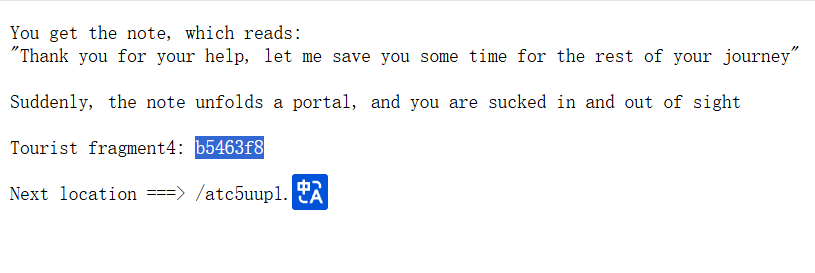 You get the note, which reads:
"Thank you for your help, let me save you some time for the rest of your journey"
Suddenly, the note unfolds a portal, and you are sucked in and out of sight
Tourist fragment4: b5463f8
Next location ===> /atc5uupl.
中A